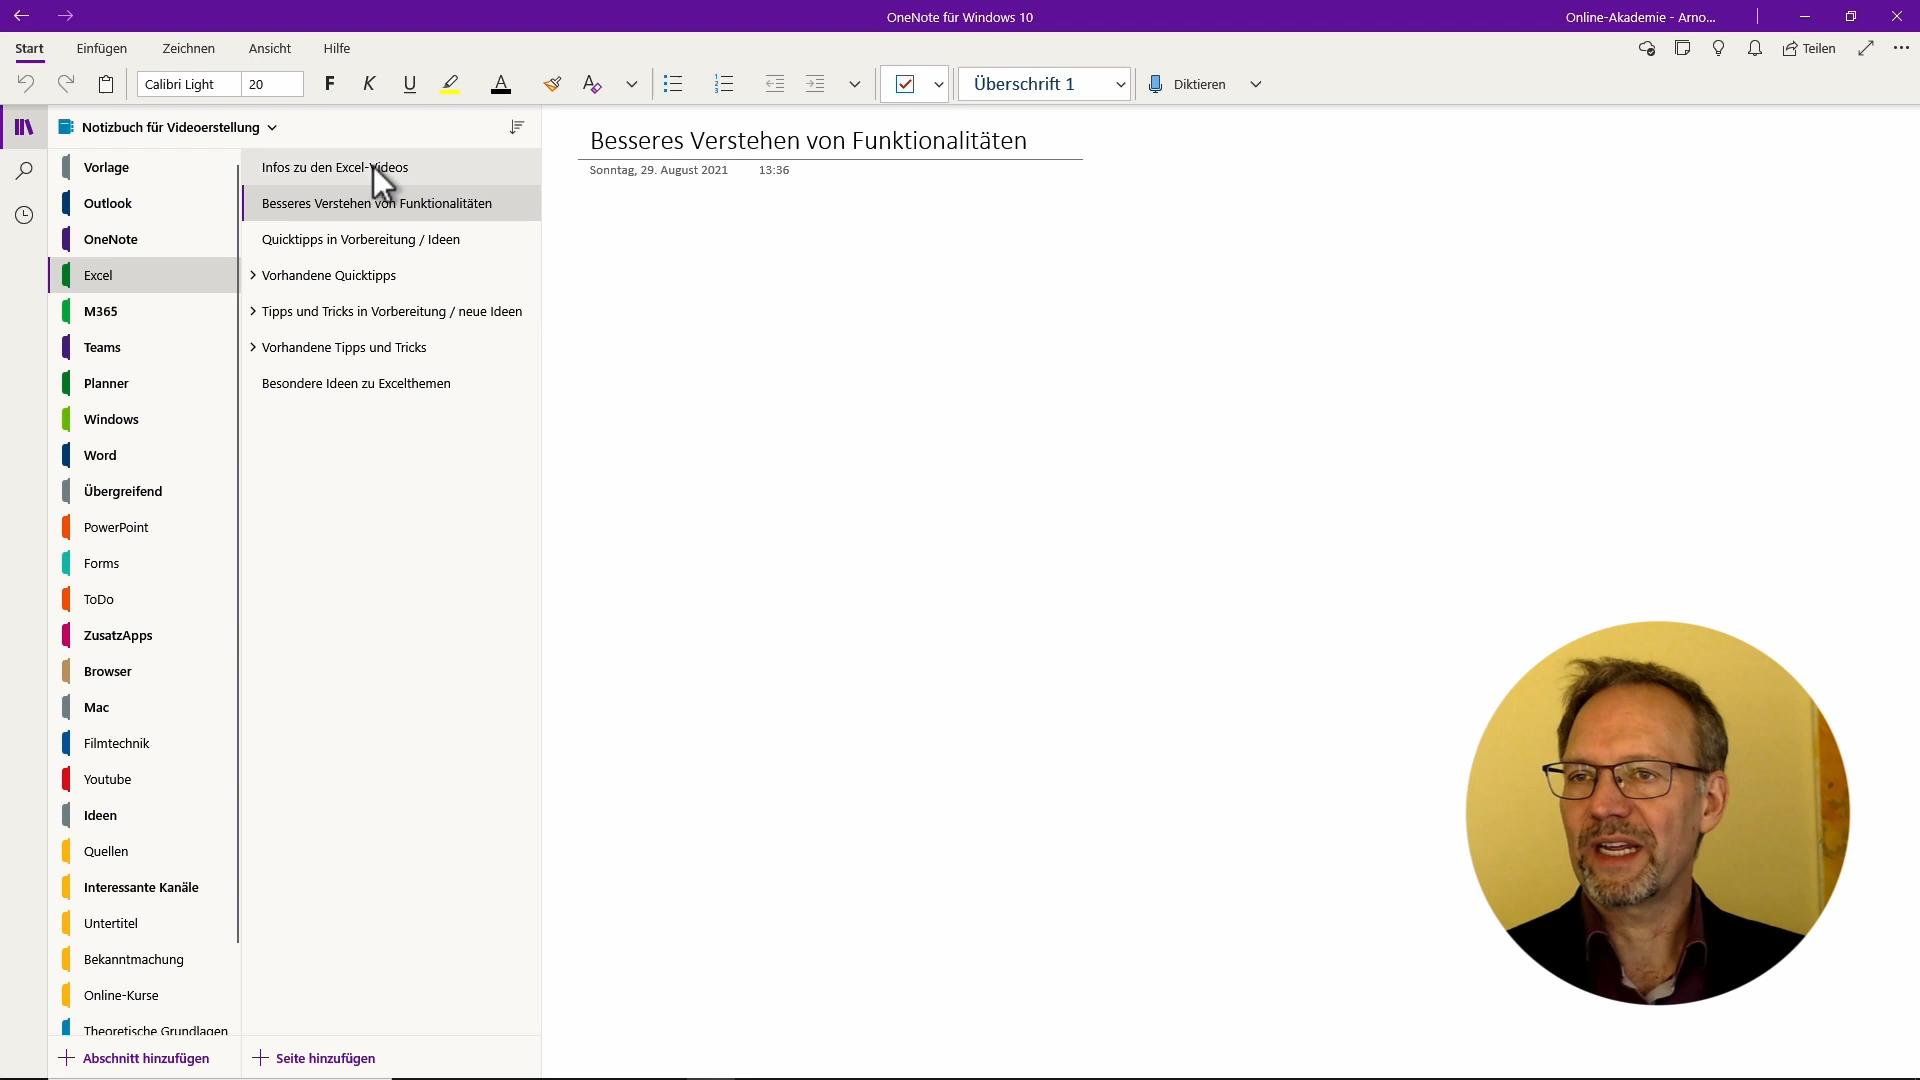 OneNote für Windows 10
Online-Akademie - Arno...
Start Einfügen Zeichnen Ansicht Hilfe
Teilen
Calibri Light 20 F K U A A Überschrift 1 Diktieren
Notizbuch für Videoerstellung
Vorlage
Outlook
OneNote
Excel
M365
Teams
Planner
Windows
Word
Übergreifend
PowerPoint
Forms
ToDo
ZusatzApps
Browser
Mac
Filmtechnik
Youtube
Ideen
Quellen
Interessante Kanäle
Untertitel
Bekanntmachung
Online-Kurse
Theoretische Grundlagen
Abschnitt hinzufügen
Infos zu den Excel-Videos
Besseres Verstehen von Funktionalitäten
Quicktipps in Vorbereitung / Ideen
Vorhandene Quicktipps
Tipps und Tricks in Vorbereitung / neue Ideen
Vorhandene Tipps und Tricks
Besondere Ideen zu Excelthemen
Seite hinzufügen
Besseres Verstehen von Funktionalitäten
Sonntag, 29. August 2021 13:36